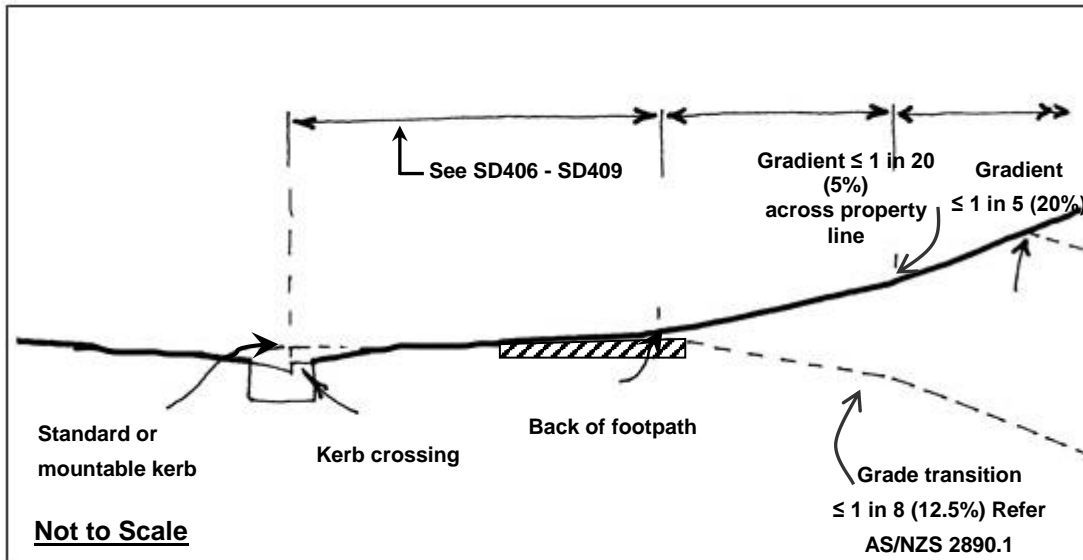 See SD406 - SD409
Gradient ≤ 1 in 20
(5%)
across property
line
Gradient
≤ 1 in 5 (20%)
Standard or
mountable kerb
Kerb crossing
Back of footpath
Grade transition
≤ 1 in 8 (12.5%) Refer
AS/NZS 2890.1
Not to Scale